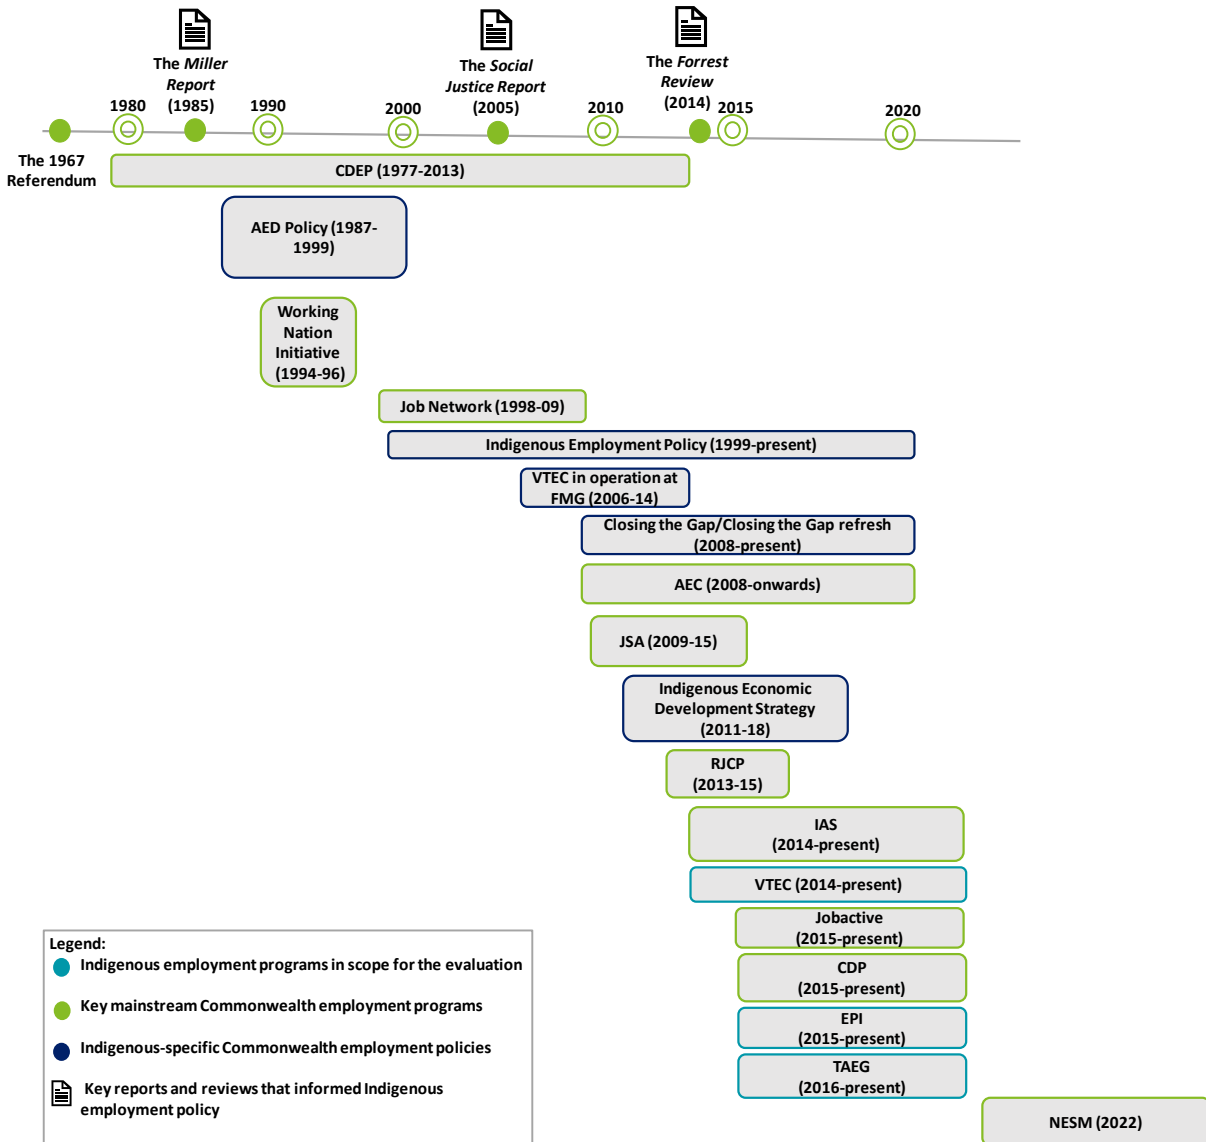 The Miller
Report
(1985)
The Social
Justice Report
(2005)
The Forrest
Review
(2014)
1980
1990
2000
2010
2015
2020
The 1967
Referendum
CDEP (1977-2013)
AED Policy (1987-
1999)
Working
Nation
Initiative
(1994-96)
Job Network (1998-09)
Indigenous Employment Policy (1999-present)
VTEC in operation at
FMG (2006-14)
Closing the Gap/Closing the Gap refresh
(2008-present)
AEC (2008-onwards)
JSA (2009-15)
Indigenous Economic
Development Strategy
(2011-18)
RJCP
(2013-15)
IAS
(2014-present)
VTEC (2014-present)
Jobactive
(2015-present)
CDP
(2015-present)
EPI
(2015-present)
TAEG
(2016-present)
NESM (2022)
Legend:
Indigenous employment programs in scope for the evaluation
Key mainstream Commonwealth employment programs
Indigenous-specific Commonwealth employment policies
Key reports and reviews that informed Indigenous
employment policy